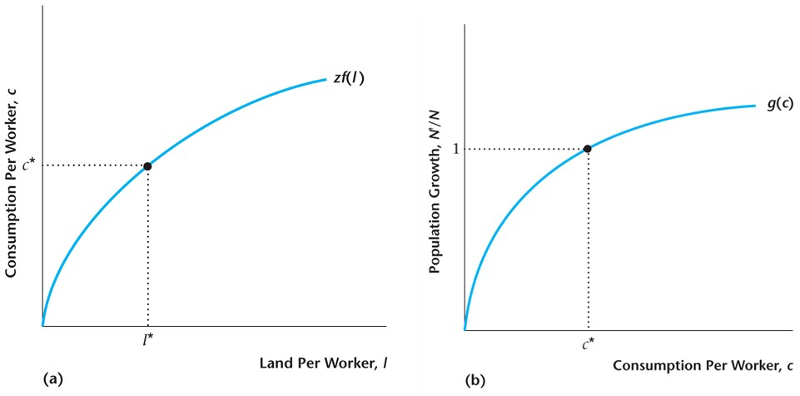 Consumption Per Worker, c
zf(l)
c*
l*
Land Per Worker, l
(a)
Population Growth, N'/N
g(c)
1
c*
Consumption Per Worker, c
(b)